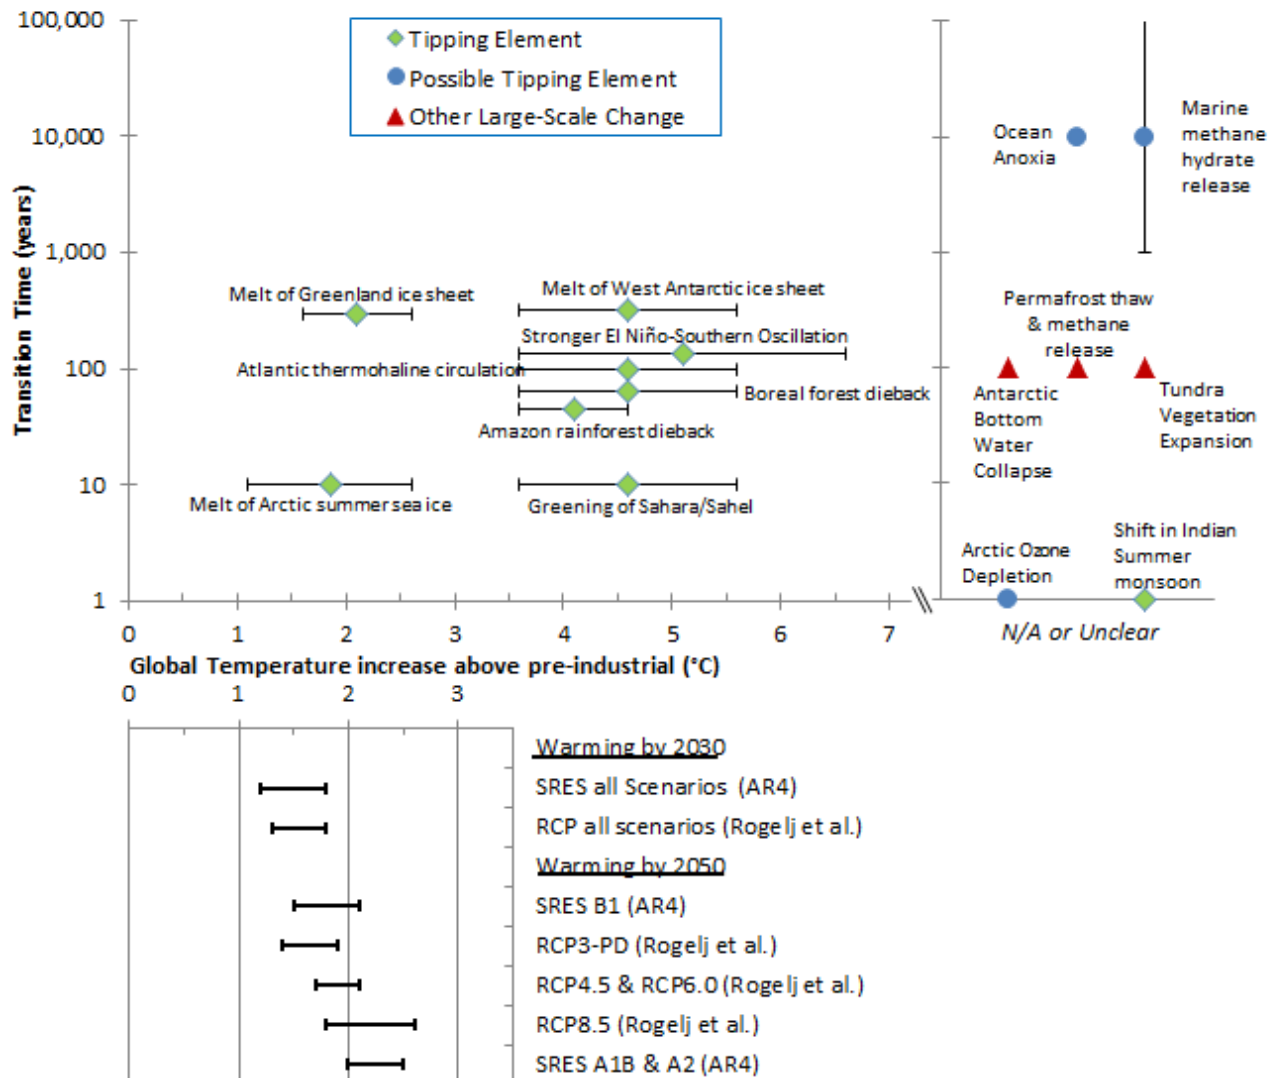 100,000
10,000
1,000
100
10
1
Transition Time (years)
Tipping Element
Possible Tipping Element
Other Large-Scale Change
Melt of Greenland ice sheet
Melt of West Antarctic ice sheet
Stronger El Niño-Southern Oscillation
Atlantic thermohaline circulation
Boreal forest dieback
Amazon rainforest dieback
Melt of Arctic summer sea ice
Greening of Sahara/Sahel
Ocean
Anoxia
Marine
methane
hydrate
release
Permafrost thaw
& methane
release
Antarctic
Bottom
Water
Collapse
Tundra
Vegetation
Expansion
Arctic Ozone
Depletion
Shift in Indian
Summer
monsoon
0 1 2 3 4 5 6 7
N/A or Unclear
Global Temperature increase above pre-industrial (°C)
0 1 2 3
Warming by 2030
SRES all Scenarios (AR4)
RCP all scenarios (Rogelj et al.)
Warming by 2050
SRES B1 (AR4)
RCP3-PD (Rogelj et al.)
RCP4.5 & RCP6.0 (Rogelj et al.)
RCP8.5 (Rogelj et al.)
SRES A1B & A2 (AR4)